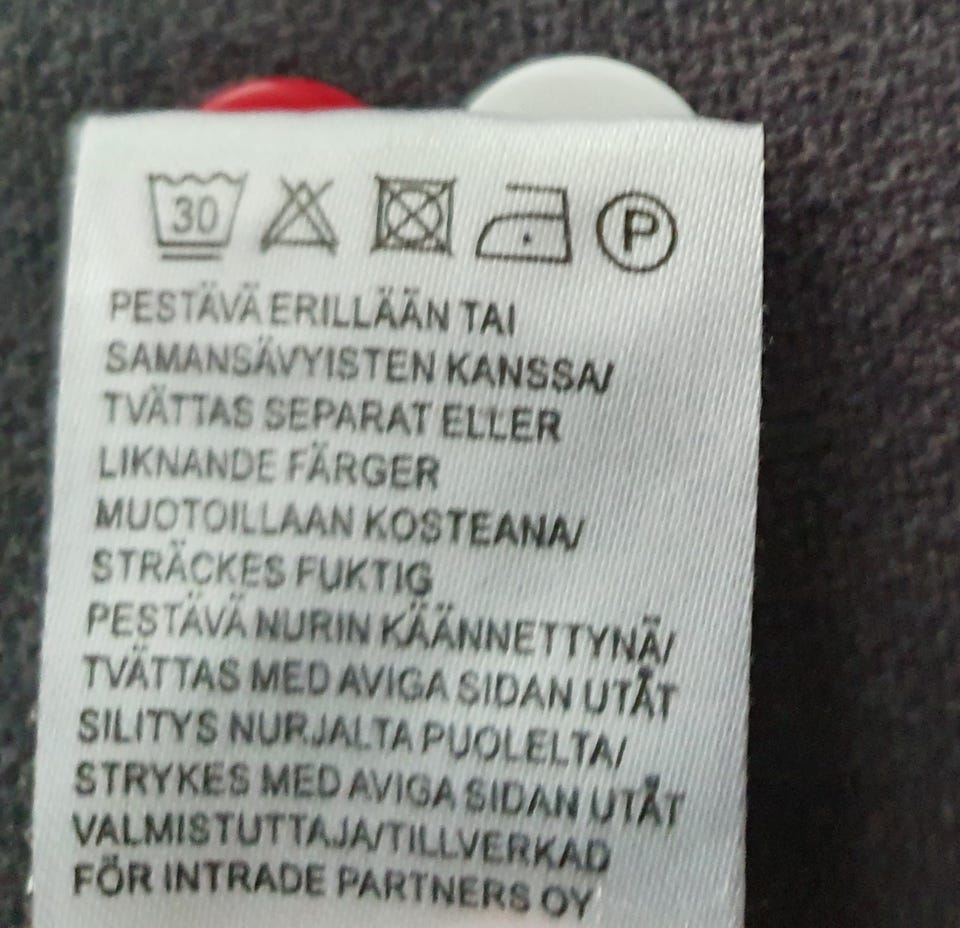 30 P
PESTÄVÄ ERILLÄÄN TAI
SAMANSÄVYISTEN KANSSA/
TVÄTTAS SEPARAT ELLER
LIKNANDE FÄRGER
MUOTOILLAAN KOSTEANA/
STRÄCKES FUKTIG
PESTÄVÄ NURIN KÄÄNNETTYNÄ/
TVÄTTAS MED AVIGA SIDAN UTÅT
SILITYS NURJALTA PUOLELTA/
STRYKES MED AVIGA SIDAN UTÅT
VALMISTUTTAJA/TILLVERKAD
FÖR INTRADE PARTNERS OY